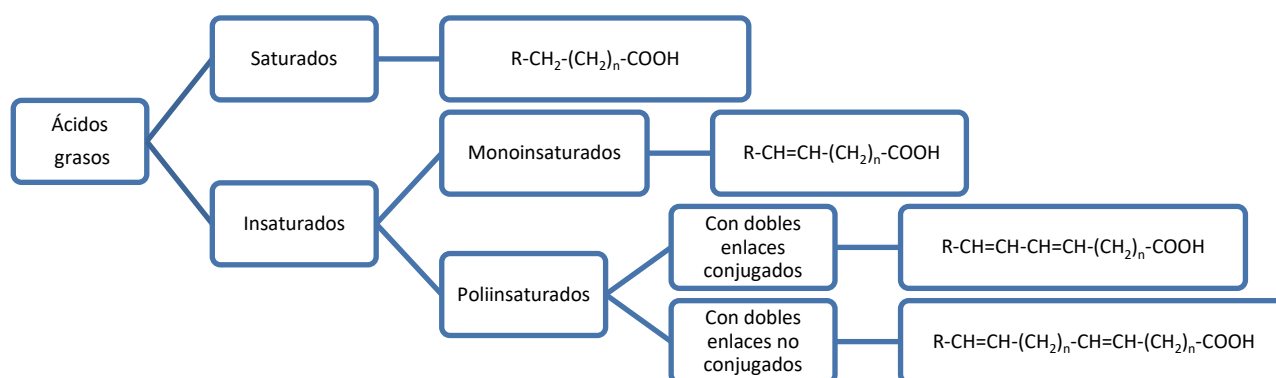 Saturados
R-CH₂-(CH₂)ₙ-COOH
Ácidos
grasos
Monoinsaturados
R-CH=CH-(CH₂)ₙ-COOH
Insaturados
Con dobles
enlaces
conjugados
R-CH=CH-CH=CH-(CH₂)ₙ-COOH
Poliinsaturados
Con dobles
enlaces no
conjugados
R-CH=CH-(CH₂)ₙ-CH=CH-(CH₂)ₙ-COOH